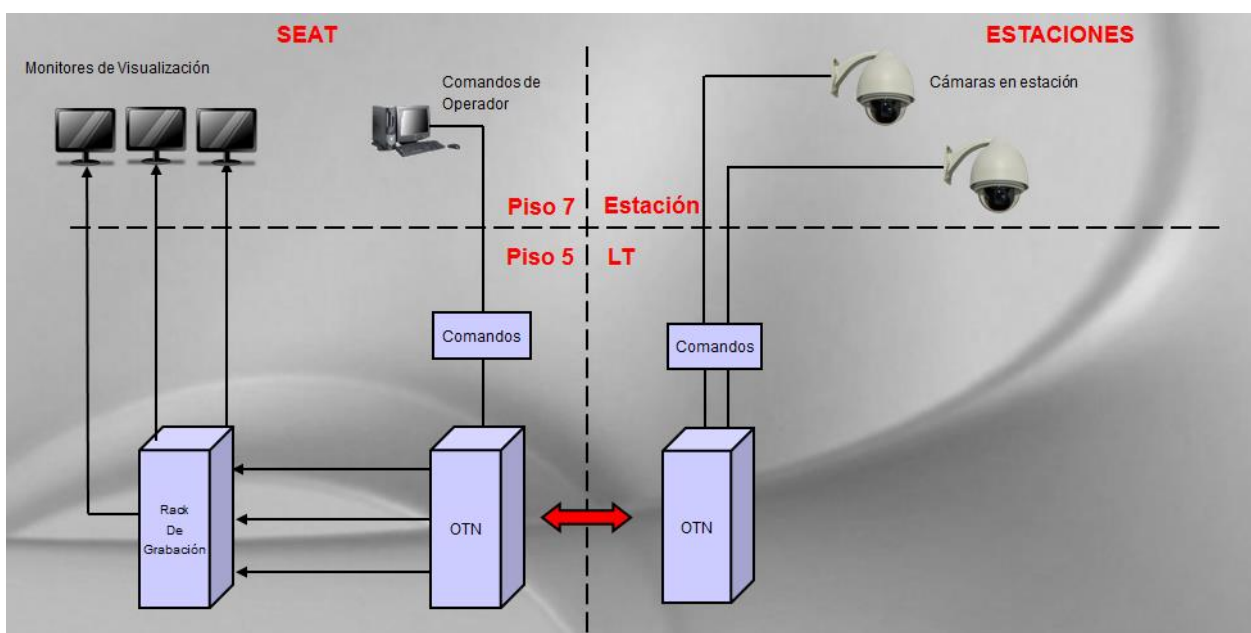 SEAT
ESTACIONES
Monitores de Visualización
Comandos de
Operador
Cámaras en estación
Piso 7
Estación
Piso 5
LT
Comandos
Comandos
Rack
De
Grabación
OTN
OTN